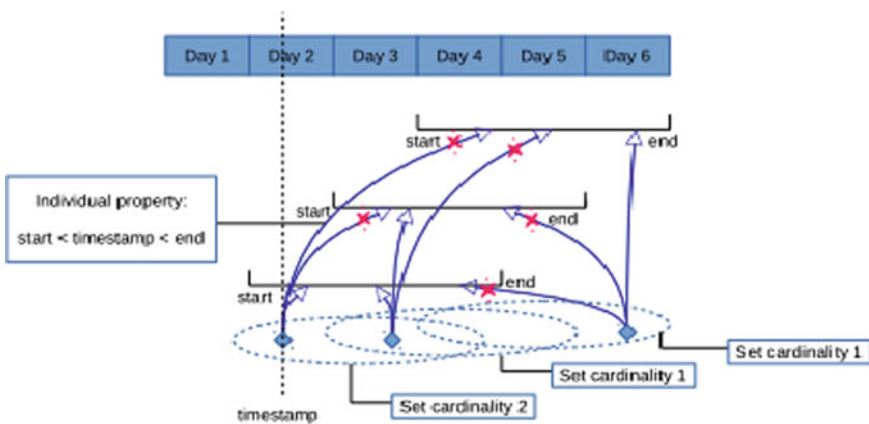 Day 1 Day 2 Day 3 Day 4 Day 5 Day 6
start end
Individual property:
start < timestamp < end
start end
start end
Set cardinality 1
Set cardinality 1
Set cardinality 2
timestamp